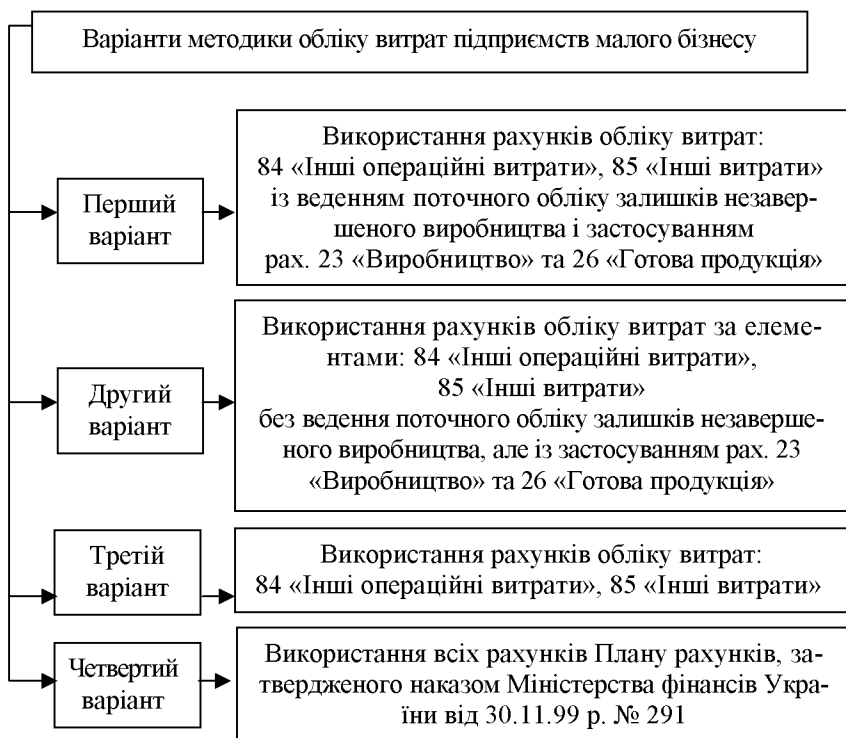 Варіанти методики обліку витрат підприємств малого бізнесу
Перший
варіант
Використання рахунків обліку витрат:
84 «Інші операційні витрати», 85 «Інші витрати»
із веденням поточного обліку залишків незавер-
шеного виробництва і застосуванням
рах. 23 «Виробництво» та 26 «Готова продукція»
Другий
варіант
Використання рахунків обліку витрат за елеме-
нтами: 84 «Інші операційні витрати»,
85 «Інші витрати»
без ведення поточного обліку залишків незаверше-
ного виробництва, але із застосуванням рах. 23
«Виробництво» та 26 «Готова продукція»
Третій
варіант
Використання рахунків обліку витрат:
84 «Інші операційні витрати», 85 «Інші витрати»
Четвертий
варіант
Використання всіх рахунків Плану рахунків, за-
твердженого наказом Міністерства фінансів Укра-
їни від 30.11.99 р. № 291